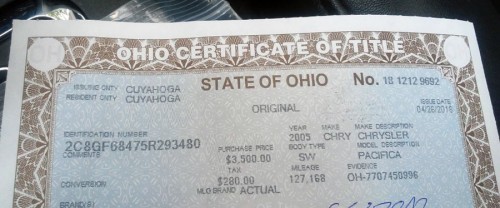 OHIO CERTIFICATE OF TITLE
ISSUING CNTY CUYAHOGA STATE OF OHIO No. 18 1212 9692
RESIDENT CNTY CUYAHOGA
ORIGINAL ISSUE DATE
04/26/2016
IDENTIFICATION NUMBER YEAR MAKE MAKE DESCRIPTION
2C8GF68475R293480 2005 CHRY CHRYSLER
COMMENTS PURCHASE PRICE BODY TYPE MODEL DESCRIPTION
$3,500.00 SW PACIFICA
TAX MILEAGE EVIDENCE
CONVERSION $280.00 127,168 OH-7707450996
MLG BRAND ACTUAL
BRAND(S)